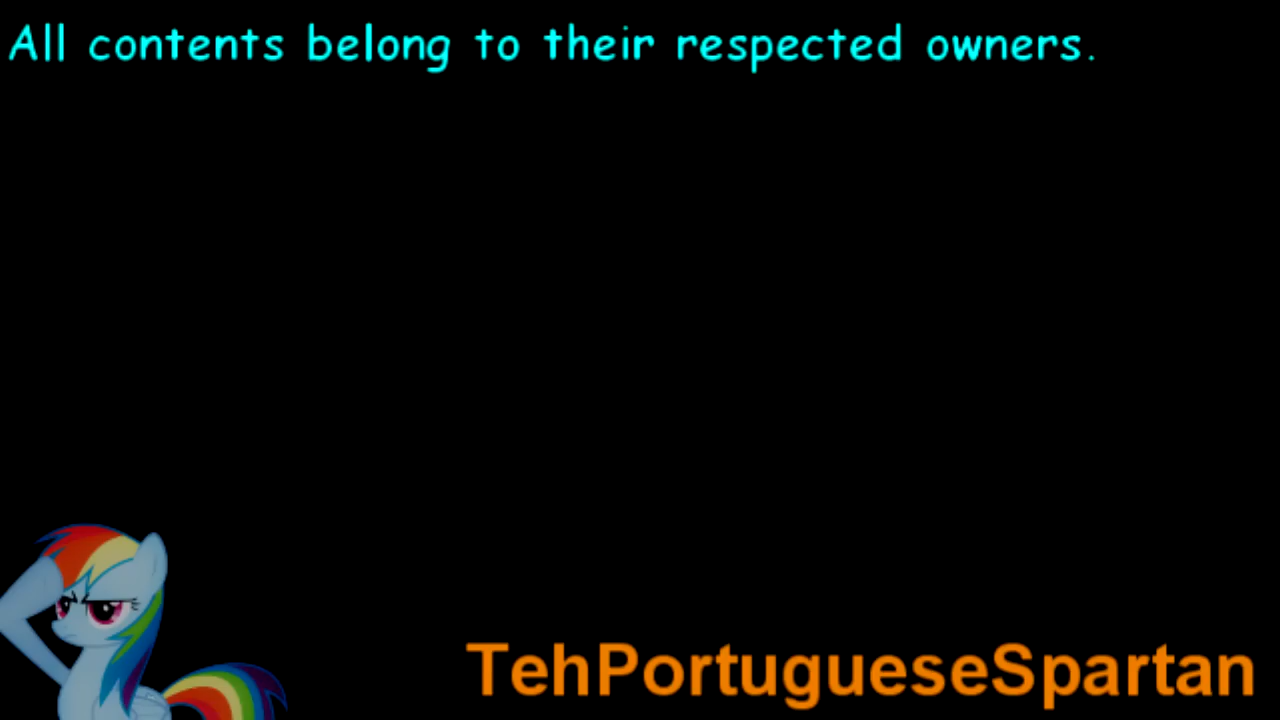 All contents belong to their respected owners.
TehPortugueseSpartan